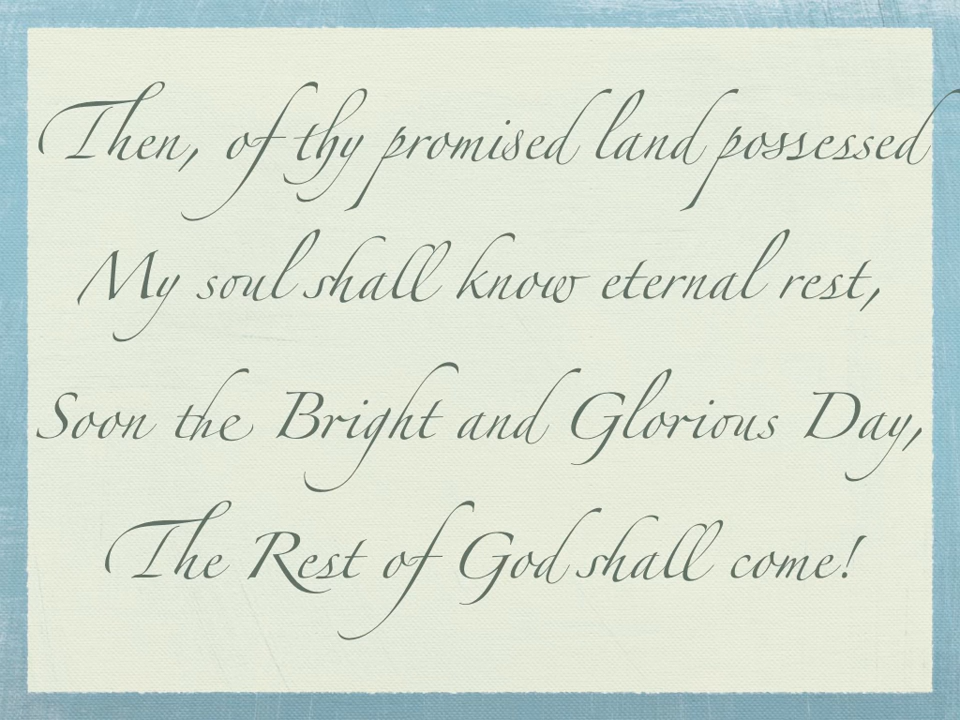 Then, of thy promised land possessed
My soul shall know eternal rest,
Soon the Bright and Glorious Day,
The Rest of God shall come!